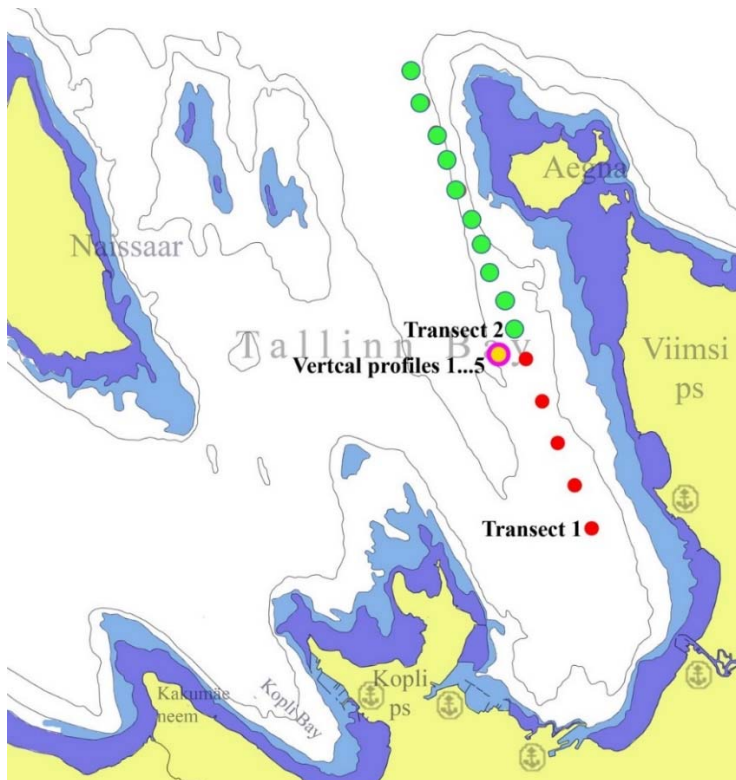 Aegna
Naissaar
Transect 2
Tallinn Bay
Vertcal profiles 1...5
Viimsi
ps
Transect 1
Kakumäe
neem
Kopli Bay
Kopli
ps